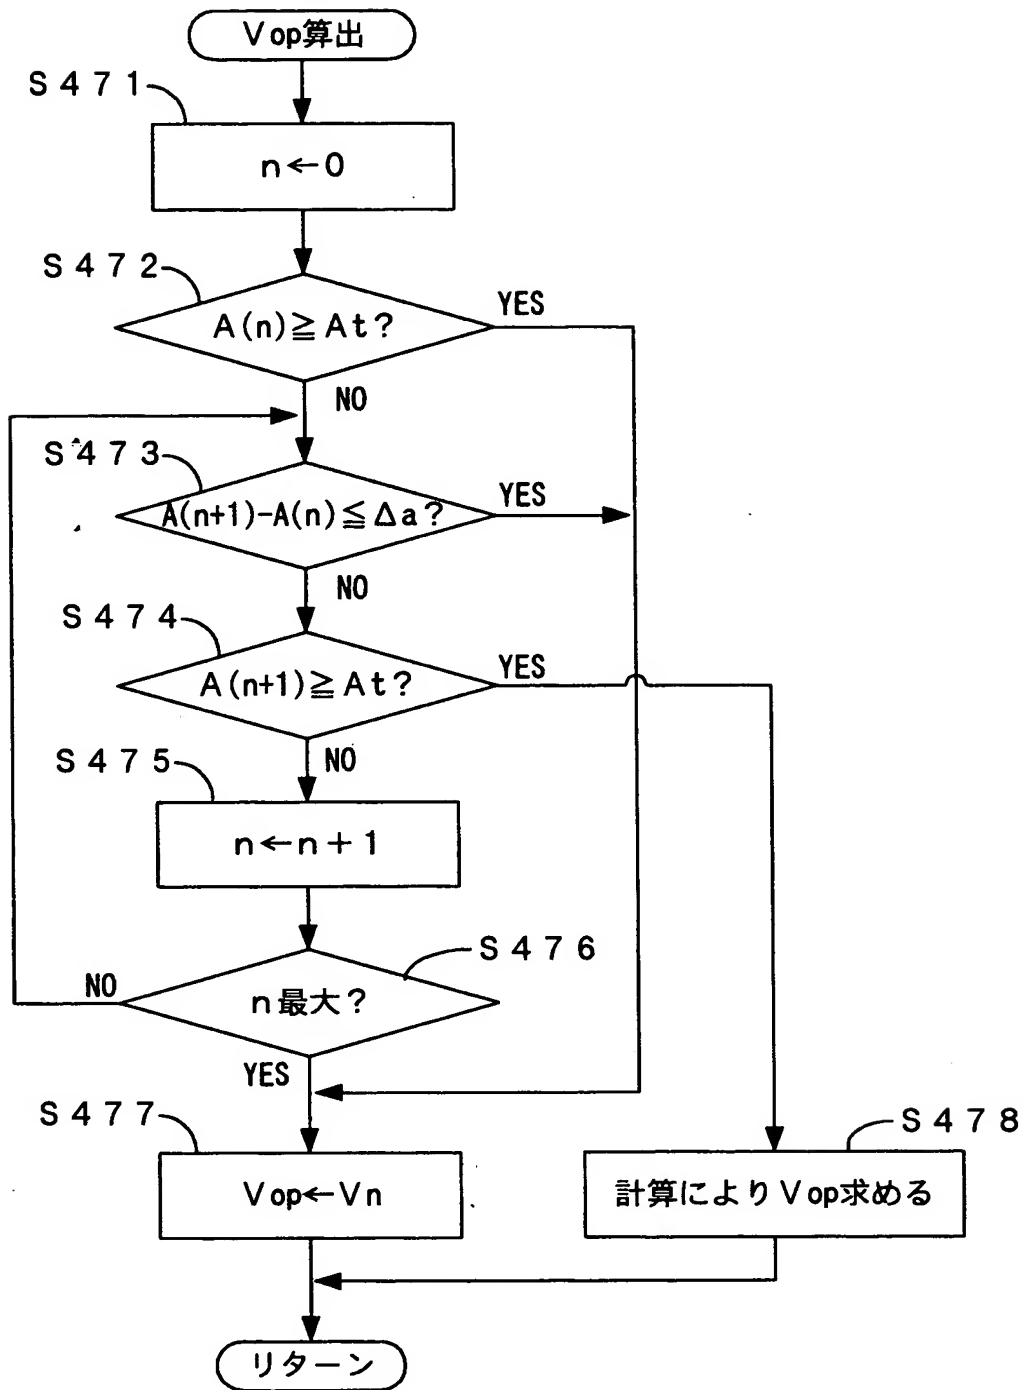 Vop算出
S471
n←0
S472
A(n)≧At?
YES
NO
S473
A(n+1)-A(n)≦Δa?
YES
NO
S474
A(n+1)≧At?
YES
NO
S475
n←n+1
S476
n最大?
NO
YES
S477
Vop←Vn
S478
計算によりVop求める
リターン